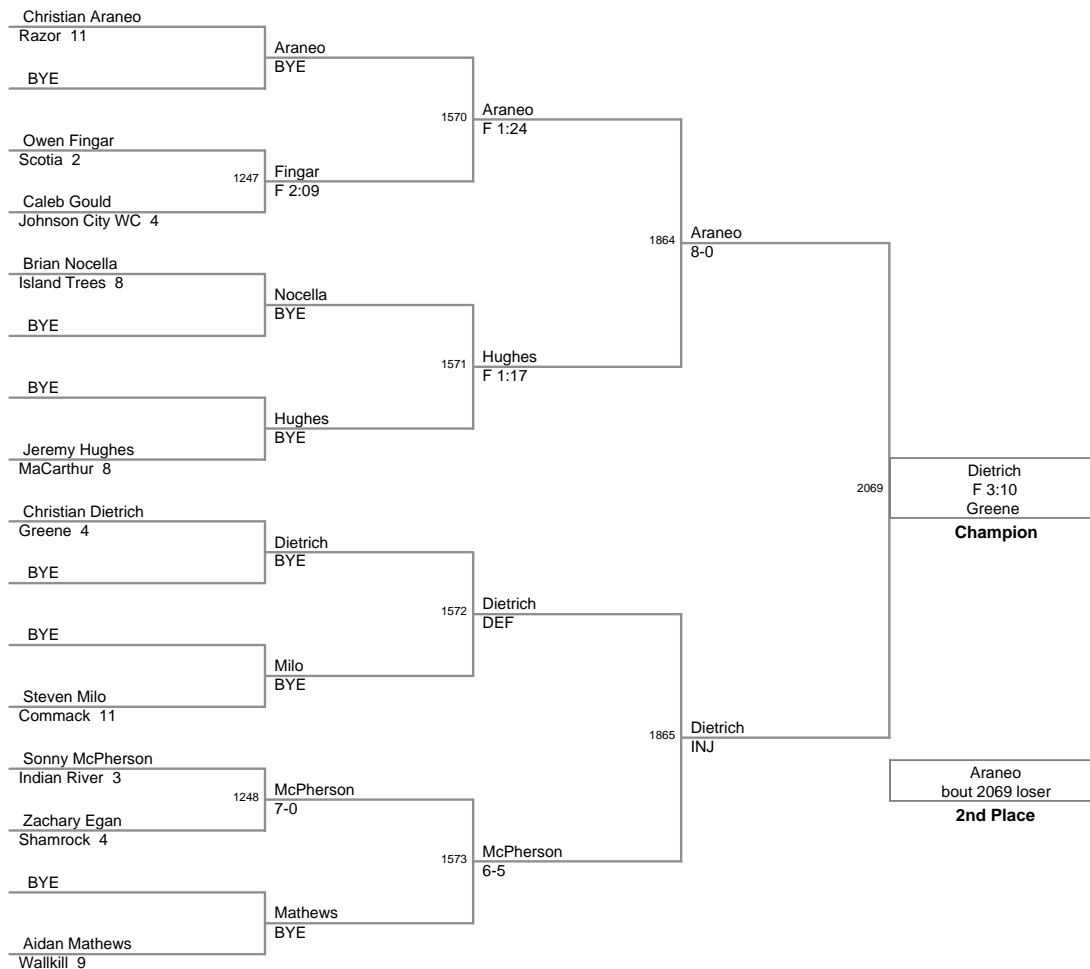 Christian Araneo
Razor 11
BYE
Owen Fingar
Scotia 2
Caleb Gould
Johnson City WC 4
Brian Nocella
Island Trees 8
BYE
BYE
Jeremy Hughes
MaCarthur 8
Christian Dietrich
Greene 4
BYE
BYE
Steven Milo
Commack 11
Sonny McPherson
Indian River 3
Zachary Egan
Shamrock 4
BYE
Aidan Mathews
Wallkill 9
Araneo
BYE
1247
Fingar
F 2:09
Nocella
BYE
Hughes
BYE
Dietrich
BYE
Milo
BYE
1248
McPherson
7-0
Mathews
BYE
1570
Araneo
F 1:24
1571
Hughes
F 1:17
1572
Dietrich
DEF
1573
McPherson
6-5
1864
Araneo
8-0
1865
Dietrich
INJ
2069
Dietrich
F 3:10
Greene
Champion
Araneo
bout 2069 loser
2nd Place